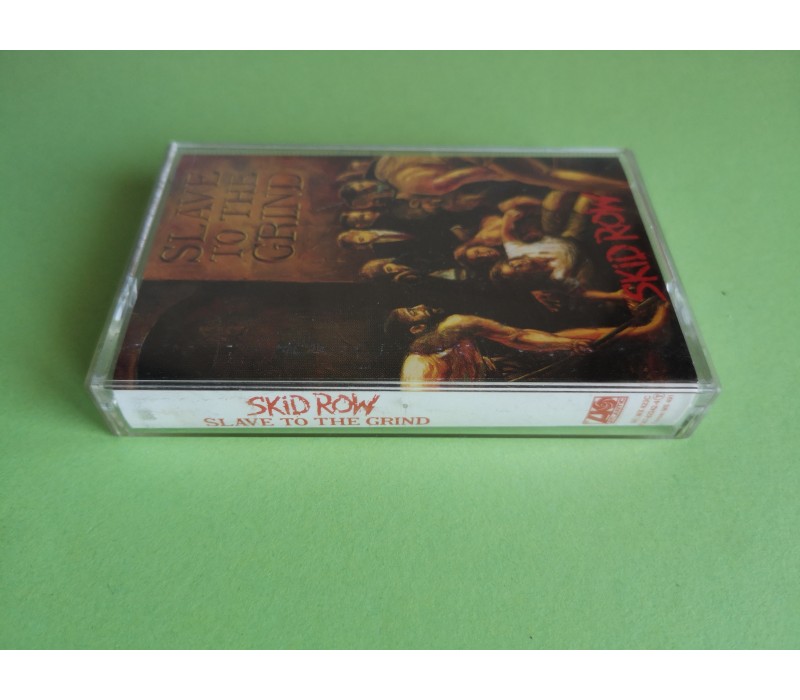 SLAVE
TO THE
GRIND
SKID ROW
SKiD ROW
SLAVE TO THE GRIND